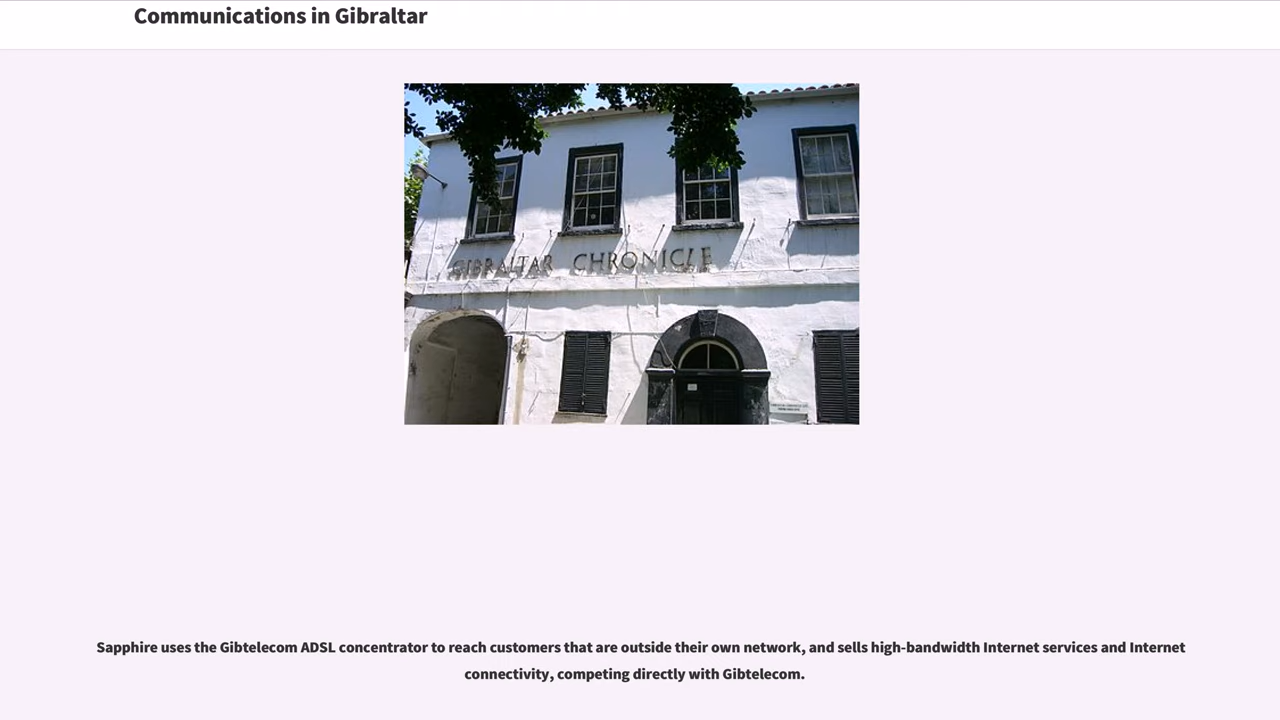 Communications in Gibraltar
GIBRALTAR CHRONICLE
Sapphire uses the Gibtelecom ADSL concentrator to reach customers that are outside their own network, and sells high-bandwidth Internet services and Internet
connectivity, competing directly with Gibtelecom.